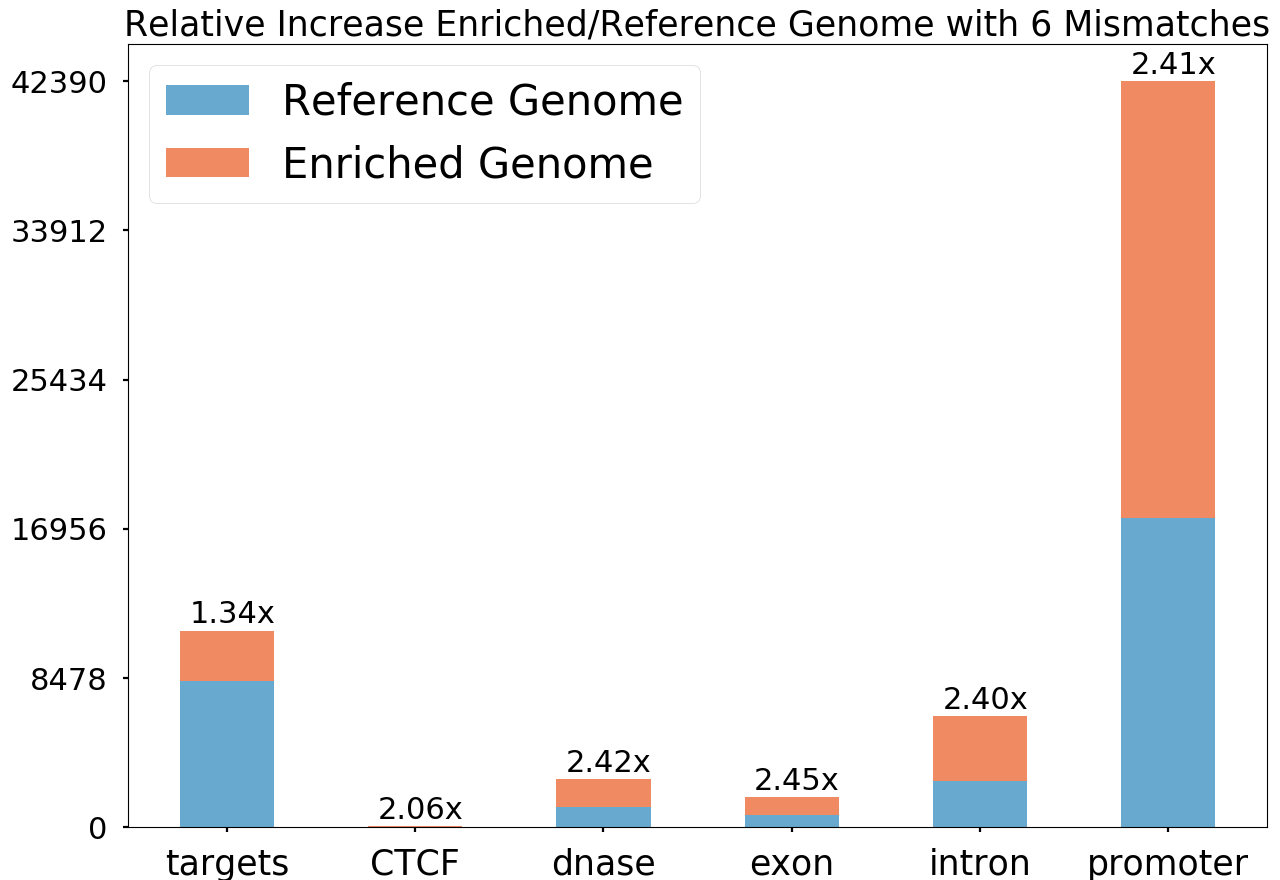 Relative Increase Enriched/Reference Genome with 6 Mismatches
Reference Genome
Enriched Genome
42390
33912
25434
16956
8478
0
1.34x
2.06x
2.42x
2.45x
2.40x
2.41x
targets
CTCF
dnase
exon
intron
promoter